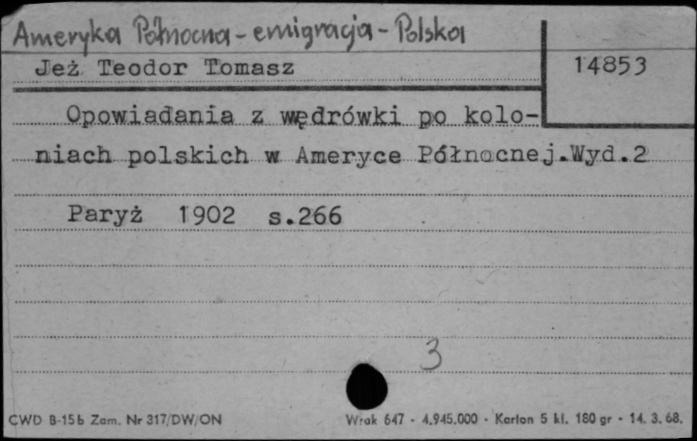 Ameryka Północna - emigracja - Polska
Jeż Teodor Tomasz
14853
Opowiadania z wędrówki po kolo-
niach polskich w Ameryce Północnej.Wyd.2
Paryż 1902 s.266
3
CWD B-15b Zam. Nr 317/DW/ON
Wrak 647 - 4.945.000 - Karton 5 kl. 180 gr - 14. 3. 68.